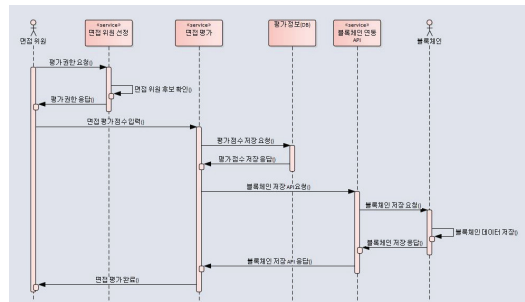 면접 위원
«service»
면접 위원 선정
«service»
면접 평가
평가정보(DB)
«service»
블록체인 연동
API
블록체인
평가 권한 요청()
면접 위원 후보 확인()
평가 권한 응답()
면접 평가 점수 입력()
평가 점수 저장 요청()
평가 점수 저장 응답()
블록체인 저장 API 요청()
블록체인 저장 요청()
블록체인 데이터 저장()
블록체인 저장 응답()
블록체인 저장 API 응답()
면접 평가 완료()